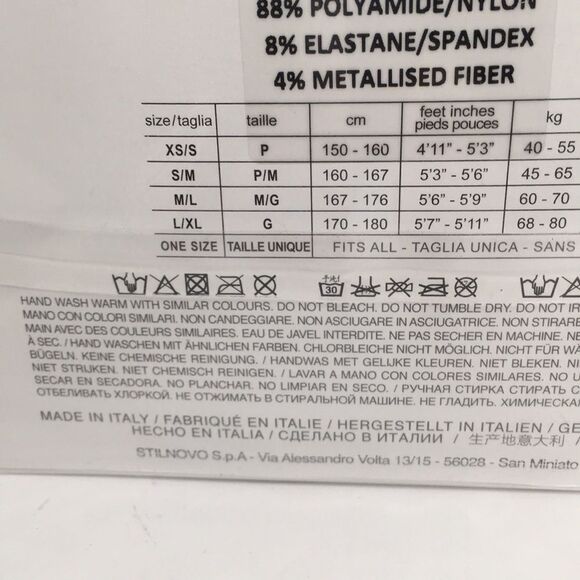 88% POLYAMIDE/NYLON
8% ELASTANE/SPANDEX
4% METALLISED FIBER
size/taglia taille cm feet inches pieds pouces kg
XS/S P 150 - 160 4'11" - 5'3" 40 - 55
S/M P/M 160 - 167 5'3" - 5'6" 45 - 65
M/L M/G 167 - 176 5'6" - 5'9" 60 - 70
L/XL G 170 - 180 5'7" - 5'11" 68 - 80
ONE SIZE TAILLE UNIQUE FITS ALL - TAGLIA UNICA - SANS
30
HAND WASH WARM WITH SIMILAR COLOURS. DO NOT BLEACH. DO NOT TUMBLE DRY. DO NOT IR
MANO CON COLORI SIMILARI. NON CANDEGGIARE. NON ASCIUGARE IN ASCIUGATRICE. NON STIRARE
MAIN AVEC DES COULEURS SIMILAIRES. EAU DE JAVEL INTERDITE. NE PAS SECHER EN MACHINE. NE
À SEC. / HAND WASCHEN MIT ÄHNLICHEN FARBEN. CHLORBLEICHE NICHT MÖGLICH. NICHT FÜR WÄ
BÜGELN. KEINE CHEMISCHE REINIGUNG. / HANDWAS MET GELIJKE KLEUREN. NIET BLEKEN. NI
NIET STRIJKEN. NIET CHEMISCH REINIGEN. / LAVAR A MANO CON COLORES SIMILARES. NO U
SECAR EN SECADORA. NO PLANCHAR. NO LIMPIAR EN SECO. / РУЧНАЯ СТИРКА СТИРАТЬ С
ОТБЕЛИВАТЬ ХЛОРКОЙ. НЕ ОТЖИМАТЬ В СТИРАЛЬНОЙ МАШИНЕ. НЕ ГЛАДИТЬ. ХИМИЧЕСКА
MADE IN ITALY / FABRIQUÉ EN ITALIE / HERGESTELLT IN ITALIEN / GE
HECHO EN ITALIA / СДЕЛАНО В ИТАЛИИ / 生产地意大利 /
STILNOVO S.p.A - Via Alessandro Volta 13/15 - 56028 - San Miniato